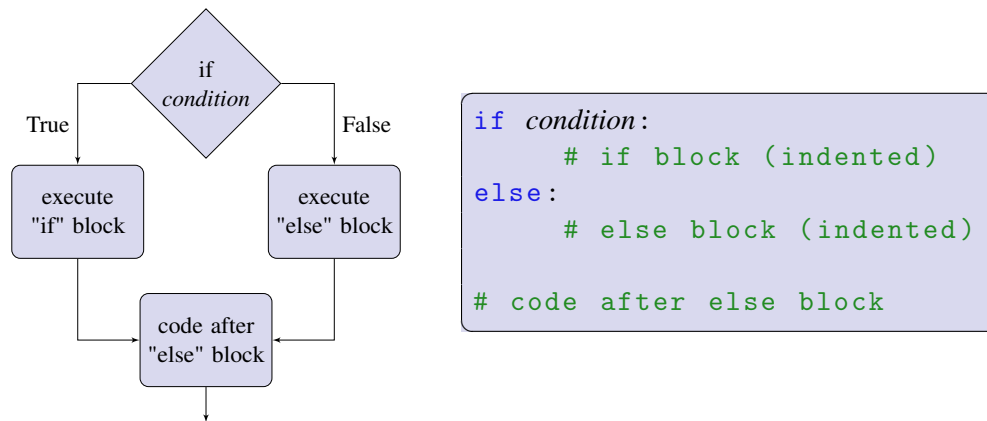 if
condition
True
False
execute
"if" block
execute
"else" block
code after
"else" block
if condition:
# if block (indented)
else:
# else block (indented)
# code after else block